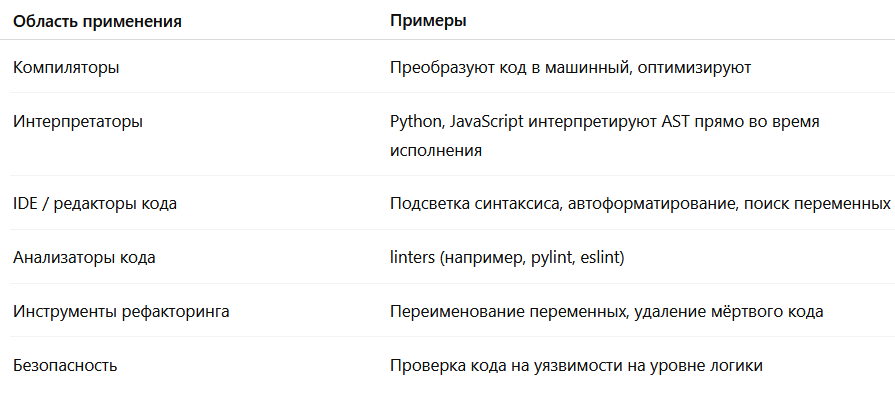 Область применения Примеры
Компиляторы Преобразуют код в машинный, оптимизируют
Интерпретаторы Python, JavaScript интерпретируют AST прямо во время
исполнения
IDE / редакторы кода Подсветка синтаксиса, автоформатирование, поиск переменных
Анализаторы кода linters (например, pylint, eslint)
Инструменты рефакторинга Переименование переменных, удаление мёртвого кода
Безопасность Проверка кода на уязвимости на уровне логики